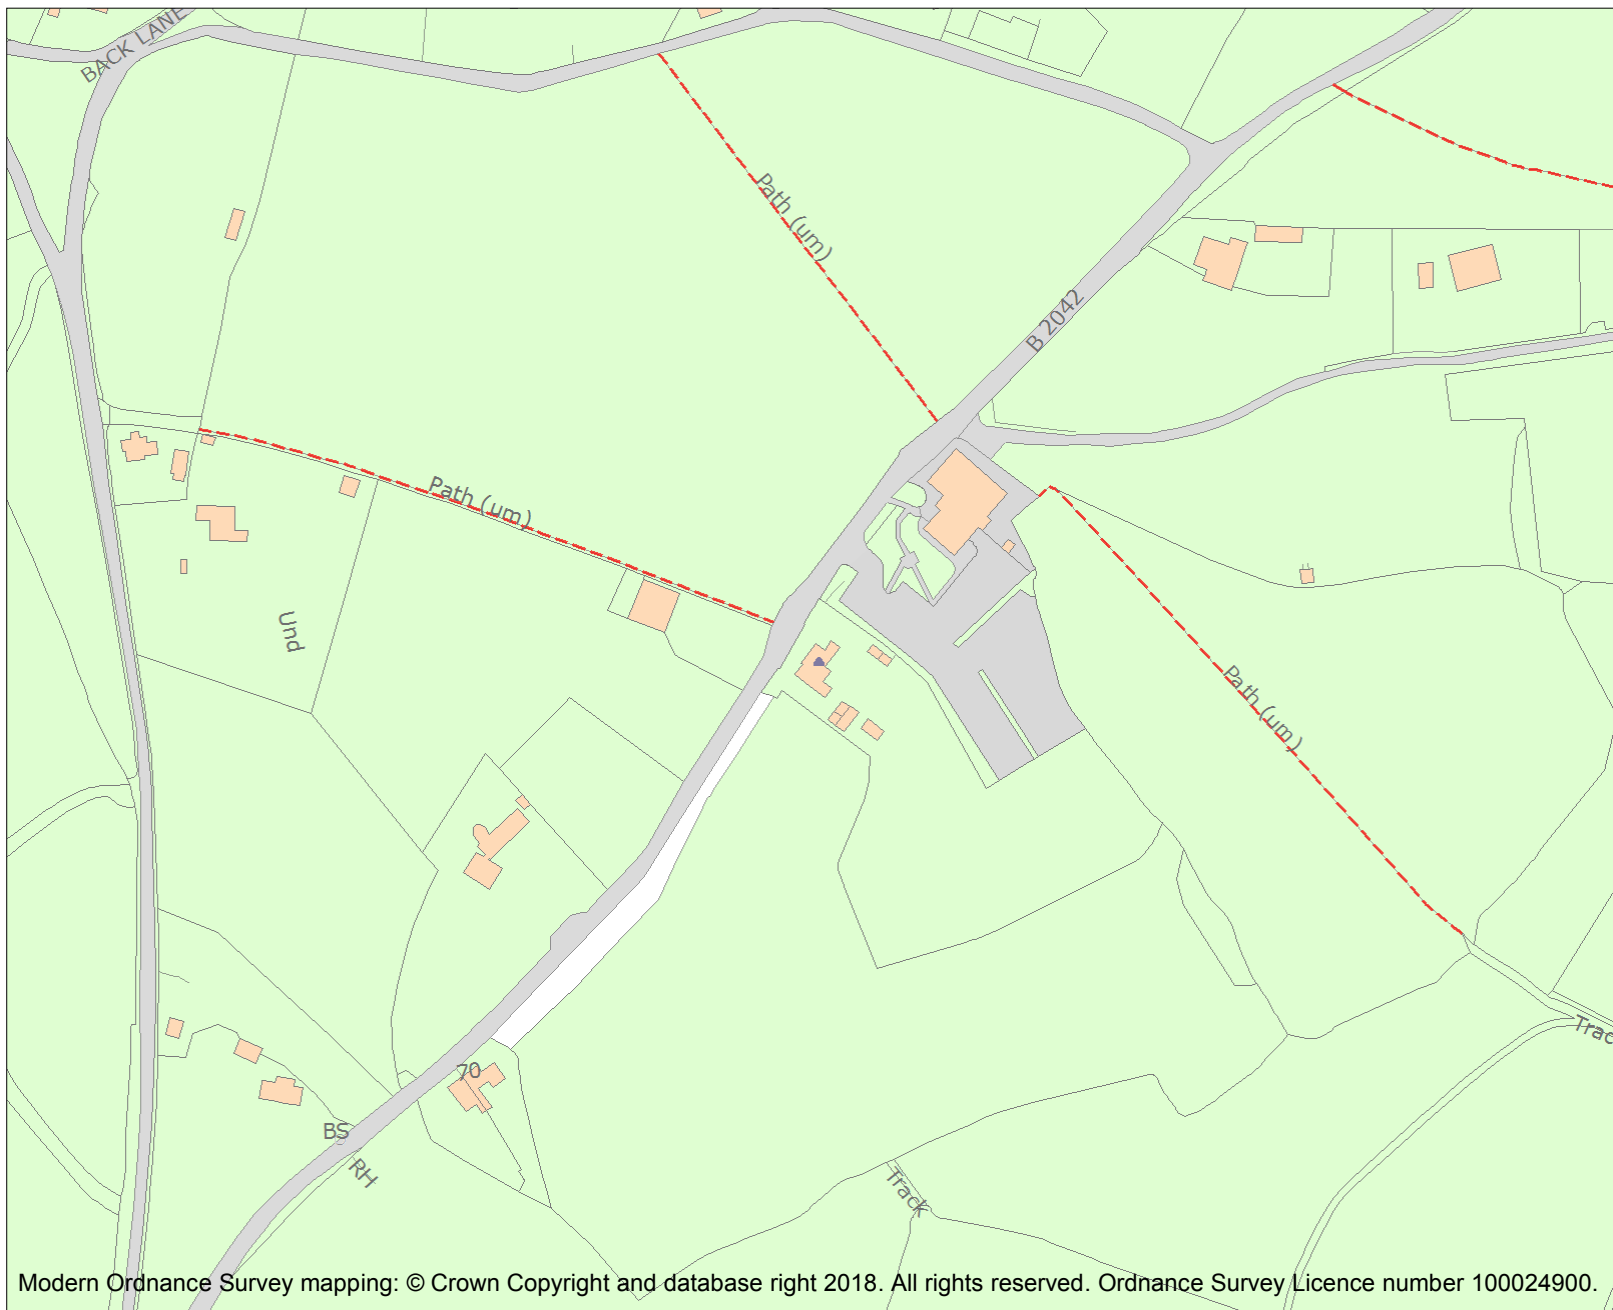 BACK LANE
Path (um)
B 2042
Path (um)
Und
Path (um)
Trac
70
BS
RH
Track
Modern Ordnance Survey mapping: © Crown Copyright and database right 2018. All rights reserved. Ordnance Survey Licence number 100024900.